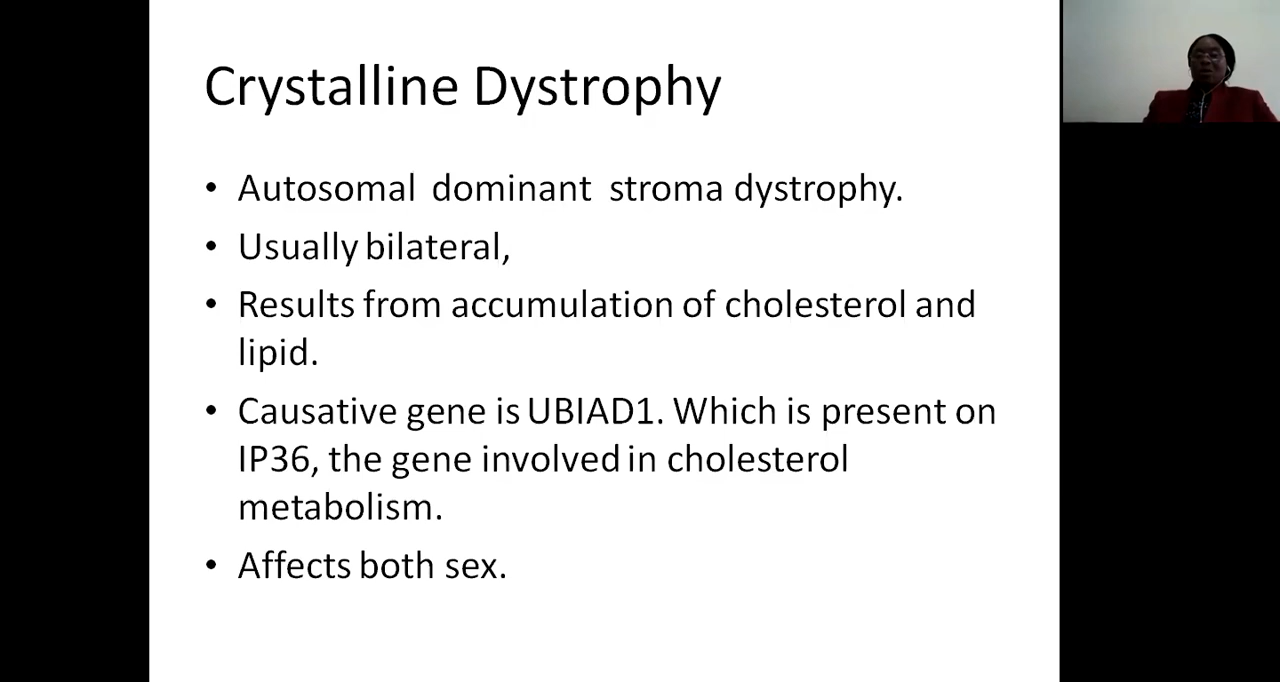 Crystalline Dystrophy
• Autosomal dominant stroma dystrophy.
• Usually bilateral,
• Results from accumulation of cholesterol and
lipid.
• Causative gene is UBIAD1. Which is present on
IP36, the gene involved in cholesterol
metabolism.
• Affects both sex.